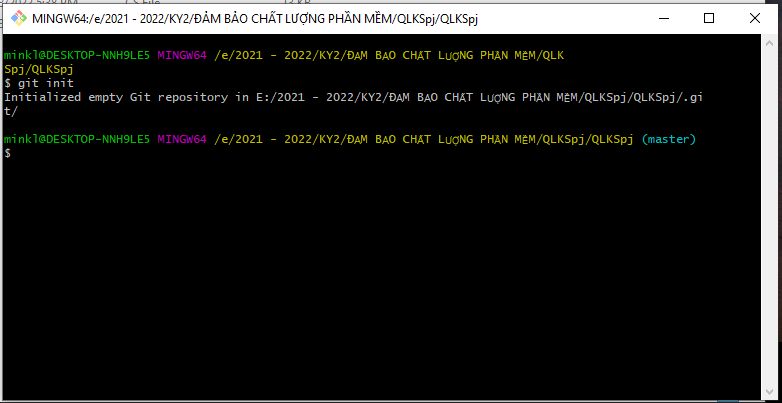 MINGW64:/e/2021 - 2022/KY2/ĐẢM BẢO CHẤT LƯỢNG PHẦN MỀM/QLKSpj/QLKSpj
minkl@DESKTOP-NNH9LE5 MINGW64 /e/2021 - 2022/KY2/ĐẢM BẢO CHẤT LƯỢNG PHẦN MỀM/QLK
Spj/QLKSpj
$ git init
Initialized empty Git repository in E:/2021 - 2022/KY2/ĐẢM BẢO CHẤT LƯỢNG PHẦN MỀM/QLKSpj/QLKSpj/.gi
t/
minkl@DESKTOP-NNH9LE5 MINGW64 /e/2021 - 2022/KY2/ĐẢM BẢO CHẤT LƯỢNG PHẦN MỀM/QLKSpj/QLKSpj (master)
$